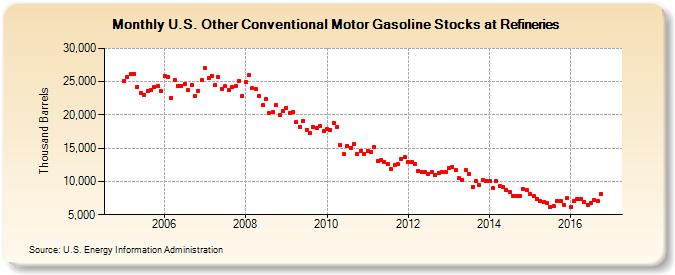 Monthly U.S. Other Conventional Motor Gasoline Stocks at Refineries
Thousand Barrels
30,000
25,000
20,000
15,000
10,000
5,000
2006 2008 2010 2012 2014 2016
Source: U.S. Energy Information Administration